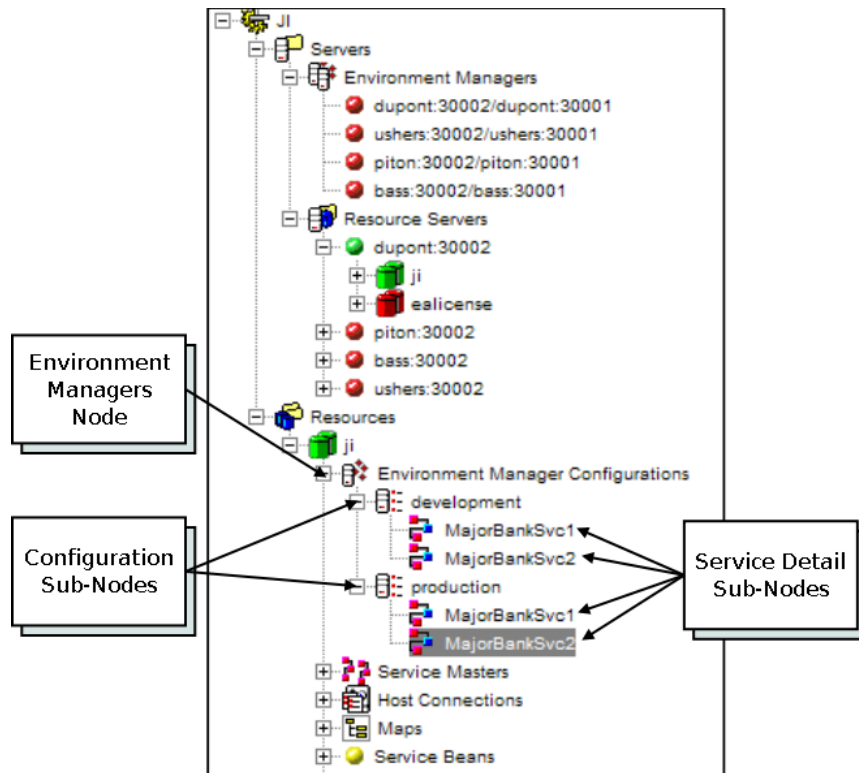 JI
Servers
Environment Managers
dupont:30002/dupont:30001
ushers:30002/ushers:30001
piton:30002/piton:30001
bass:30002/bass:30001
Resource Servers
dupont:30002
ji
ealicense
piton:30002
bass:30002
ushers:30002
Resources
ji
Environment Manager Configurations
development
MajorBankSvc1
MajorBankSvc2
production
MajorBankSvc1
MajorBankSvc2
Service Masters
Host Connections
Maps
Service Beans
Environment
Managers
Node
Configuration
Sub-Nodes
Service Detail
Sub-Nodes